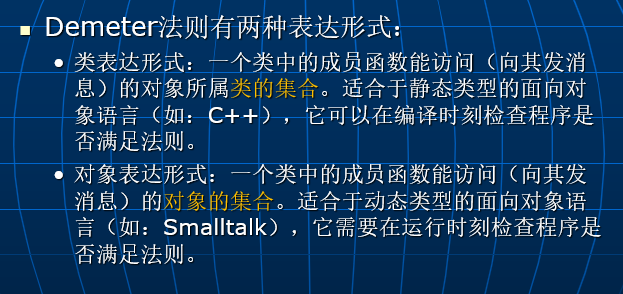 Demeter法则有两种表达形式：
类表达形式：一个类中的成员函数能访问（向其发消
息）的对象所属类的集合。适合于静态类型的面向对
象语言（如：C++），它可以在编译时刻检查程序是
否满足法则。
对象表达形式：一个类中的成员函数能访问（向其发
消息）的对象的集合。适合于动态类型的面向对象语
言（如：Smalltalk），它需要在运行时刻检查程序是
否满足法则。